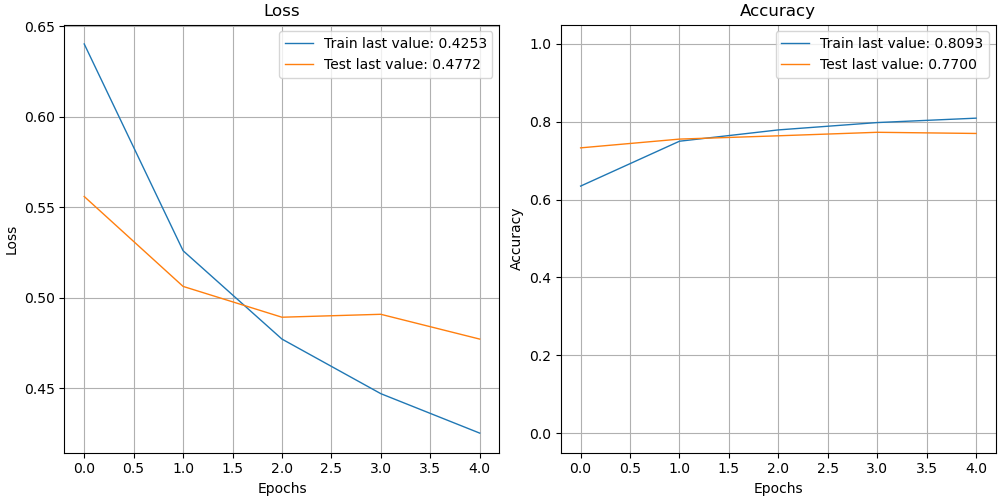 Loss
Train last value: 0.4253
Test last value: 0.4772
0.65
0.60
0.55
0.50
0.45
Loss
0.0 0.5 1.0 1.5 2.0 2.5 3.0 3.5 4.0
Epochs
Accuracy
Train last value: 0.8093
Test last value: 0.7700
1.0
0.8
0.6
0.4
0.2
0.0
Accuracy
0.0 0.5 1.0 1.5 2.0 2.5 3.0 3.5 4.0
Epochs